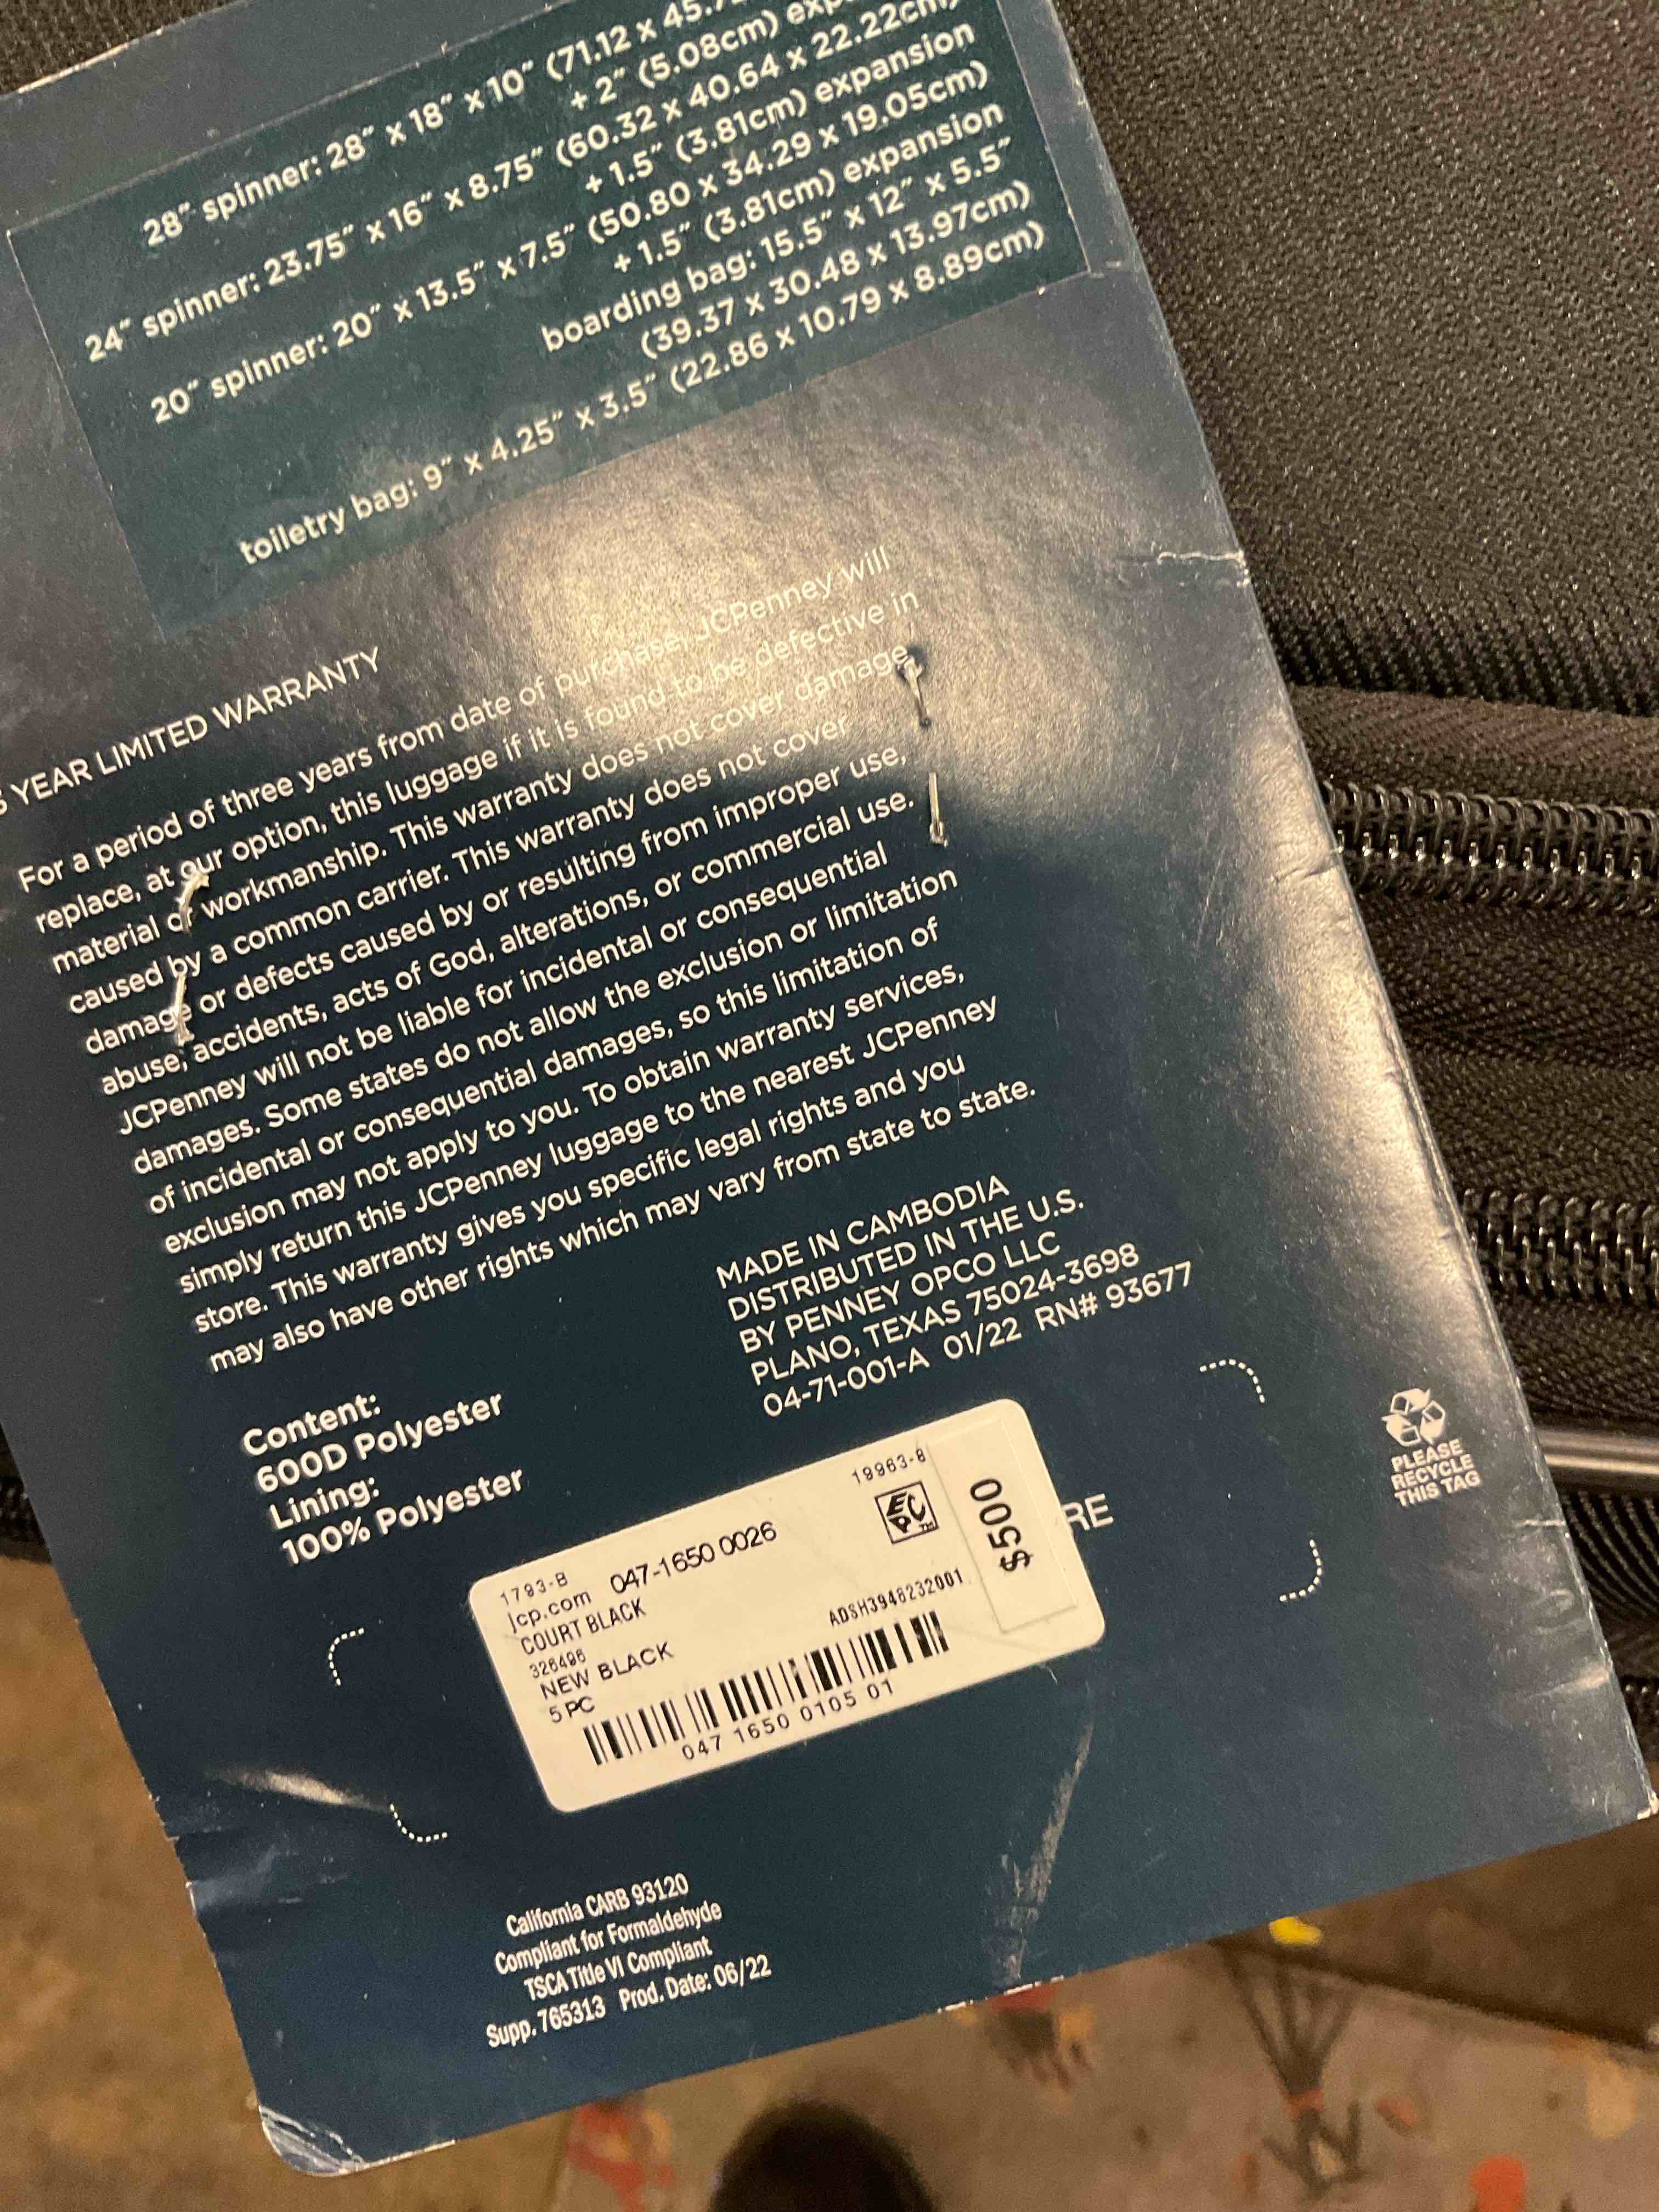 28" spinner: 28" x 18" x 10" (71.12 x
+ 2" (5.08cm)
24" spinner: 23.75" x 16" x 8.75" (60.32 x 40.64 x 22.22cm)
+ 1.5" (3.81cm) expansion
20" spinner: 20" x 13.5" x 7.5" (50.80 x 34.29 x 19.05cm)
+ 1.5" (3.81cm) expansion
boarding bag: 15.5" x 12" x 5.5"
(39.37 x 30.48 x 13.97cm)
toiletry bag: 9" x 4.25" x 3.5" (22.86 x 10.79 x 8.89cm)
YEAR LIMITED WARRANTY
For a period of three years from date of purchase, JCPenney will
replace, at our option, this luggage if it is found to be defective in
material or workmanship. This warranty does not cover damage
caused by a common carrier. This warranty does not cover
damage or defects caused by or resulting from improper use,
abuse, accidents, acts of God, alterations, or commercial use.
JCPenney will not be liable for incidental or consequential
damages. Some states do not allow the exclusion or limitation
of incidental or consequential damages, so this limitation of
exclusion may not apply to you. To obtain warranty services,
simply return this JCPenney luggage to the nearest JCPenney
store. This warranty gives you specific legal rights and you
may also have other rights which may vary from state to state.
MADE IN CAMBODIA
DISTRIBUTED IN THE U.S.
BY PENNEY OPCO LLC
PLANO, TEXAS 75024-3698
04-71-001-A 01/22 RN# 93677
Content:
600D Polyester
Lining:
100% Polyester
PLEASE
RECYCLE
THIS TAG
1793-B 19963-8
jcp.com 047-1650 0026 EPC™
COURT BLACK
326496 ADSH3948232001
NEW BLACK
5 PC
047 1650 0105 01
$500
RE
California CARB 93120
Compliant for Formaldehyde
TSCA Title VI Compliant
Supp. 765313 Prod. Date: 06/22